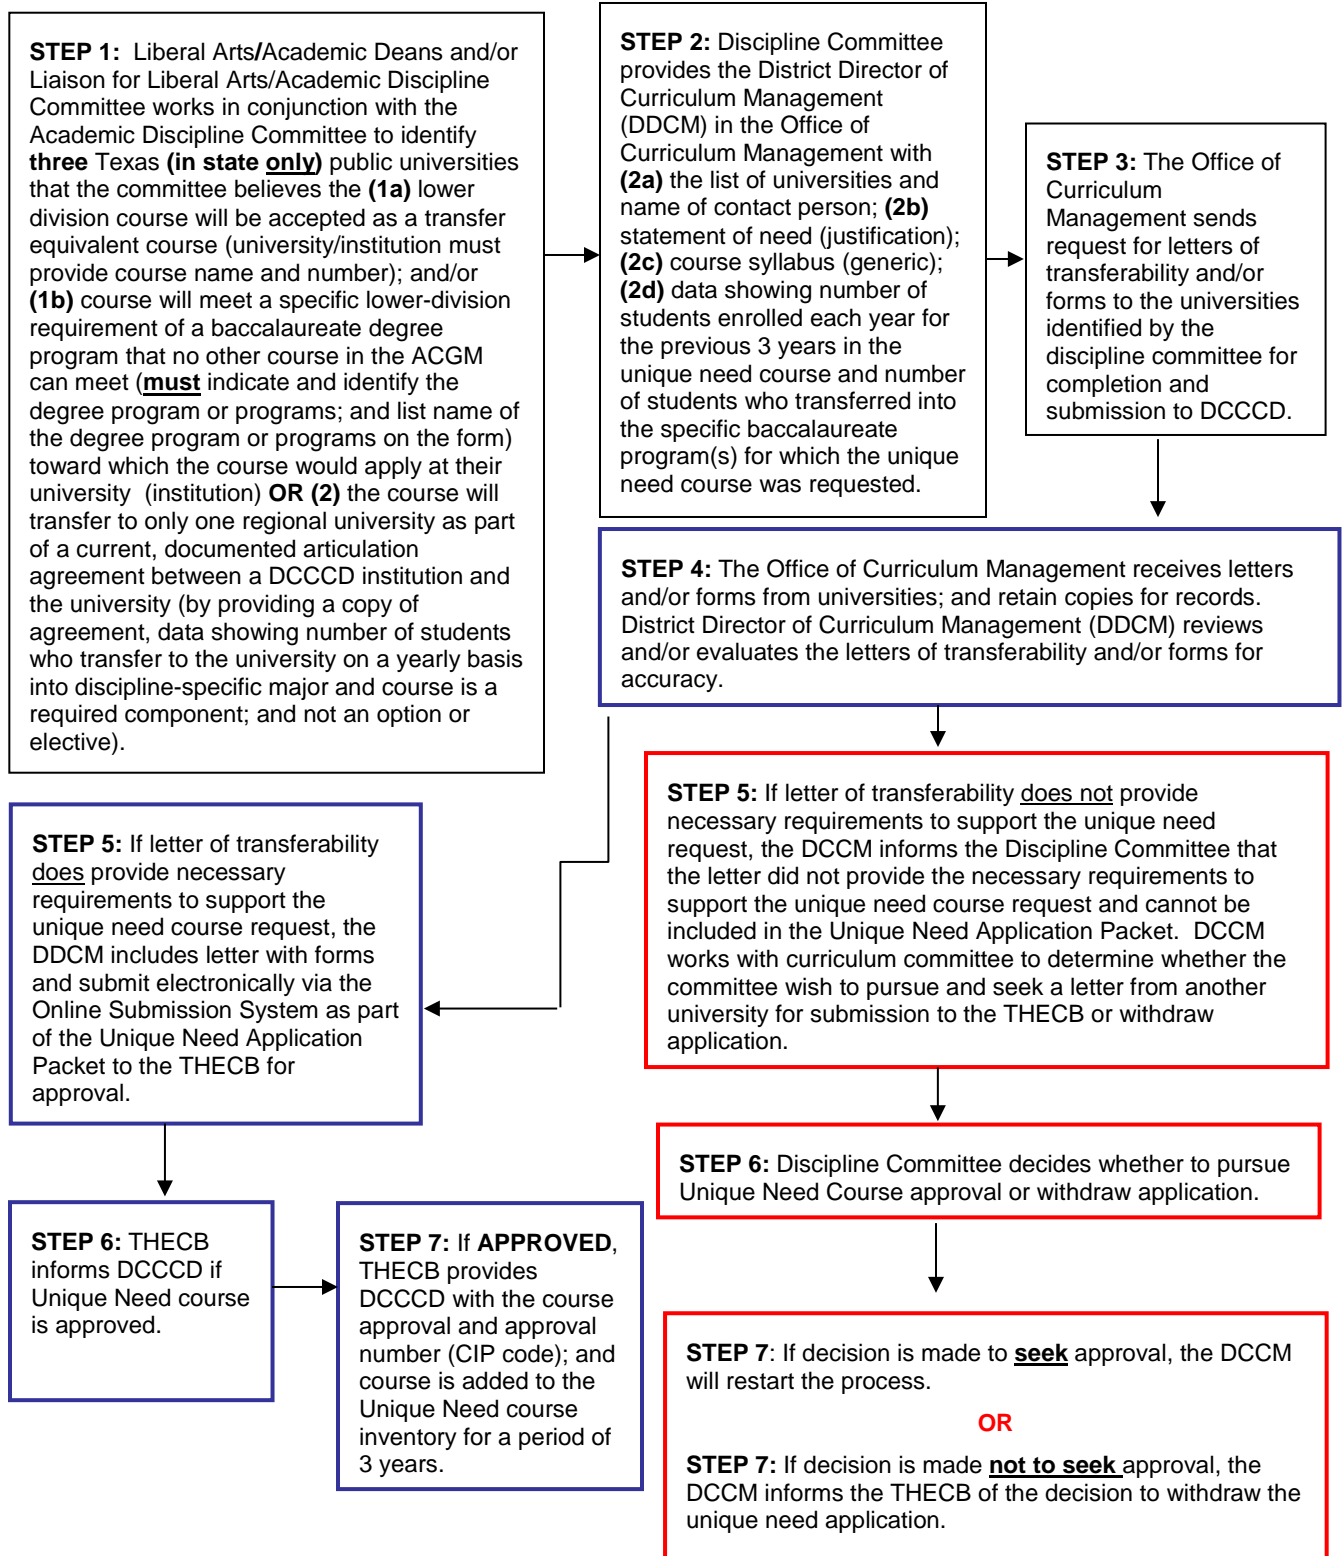 STEP 1: Liberal Arts/Academic Deans and/or
Liaison for Liberal Arts/Academic Discipline
Committee works in conjunction with the
Academic Discipline Committee to identify
three Texas (in state only) public universities
that the committee believes the (1a) lower
division course will be accepted as a transfer
equivalent course (university/institution must
provide course name and number); and/or
(1b) course will meet a specific lower-division
requirement of a baccalaureate degree
program that no other course in the ACGM
can meet (must indicate and identify the
degree program or programs; and list name of
the degree program or programs on the form)
toward which the course would apply at their
university (institution) OR (2) the course will
transfer to only one regional university as part
of a current, documented articulation
agreement between a DCCCD institution and
the university (by providing a copy of
agreement, data showing number of students
who transfer to the university on a yearly basis
into discipline-specific major and course is a
required component; and not an option or
elective).
STEP 2: Discipline Committee
provides the District Director of
Curriculum Management
(DDCM) in the Office of
Curriculum Management with
(2a) the list of universities and
name of contact person; (2b)
statement of need (justification);
(2c) course syllabus (generic);
(2d) data showing number of
students enrolled each year for
the previous 3 years in the
unique need course and number
of students who transferred into
the specific baccalaureate
program(s) for which the unique
need course was requested.
STEP 3: The Office of
Curriculum
Management sends
request for letters of
transferability and/or
forms to the universities
identified by the
discipline committee for
completion and
submission to DCCCD.
STEP 4: The Office of Curriculum Management receives letters
and/or forms from universities; and retain copies for records.
District Director of Curriculum Management (DDCM) reviews
and/or evaluates the letters of transferability and/or forms for
accuracy.
STEP 5: If letter of transferability
does provide necessary
requirements to support the
unique need course request, the
DDCM includes letter with forms
and submit electronically via the
Online Submission System as part
of the Unique Need Application
Packet to the THECB for
approval.
STEP 5: If letter of transferability does not provide
necessary requirements to support the unique need
request, the DCCM informs the Discipline Committee that
the letter did not provide the necessary requirements to
support the unique need course request and cannot be
included in the Unique Need Application Packet. DCCM
works with curriculum committee to determine whether the
committee wish to pursue and seek a letter from another
university for submission to the THECB or withdraw
application.
STEP 6: THECB
informs DCCCD if
Unique Need course
is approved.
STEP 7: If APPROVED,
THECB provides
DCCCD with the course
approval and approval
number (CIP code); and
course is added to the
Unique Need course
inventory for a period of
3 years.
STEP 6: Discipline Committee decides whether to pursue
Unique Need Course approval or withdraw application.
STEP 7: If decision is made to seek approval, the DCCM
will restart the process.
OR
STEP 7: If decision is made not to seek approval, the
DCCM informs the THECB of the decision to withdraw the
unique need application.